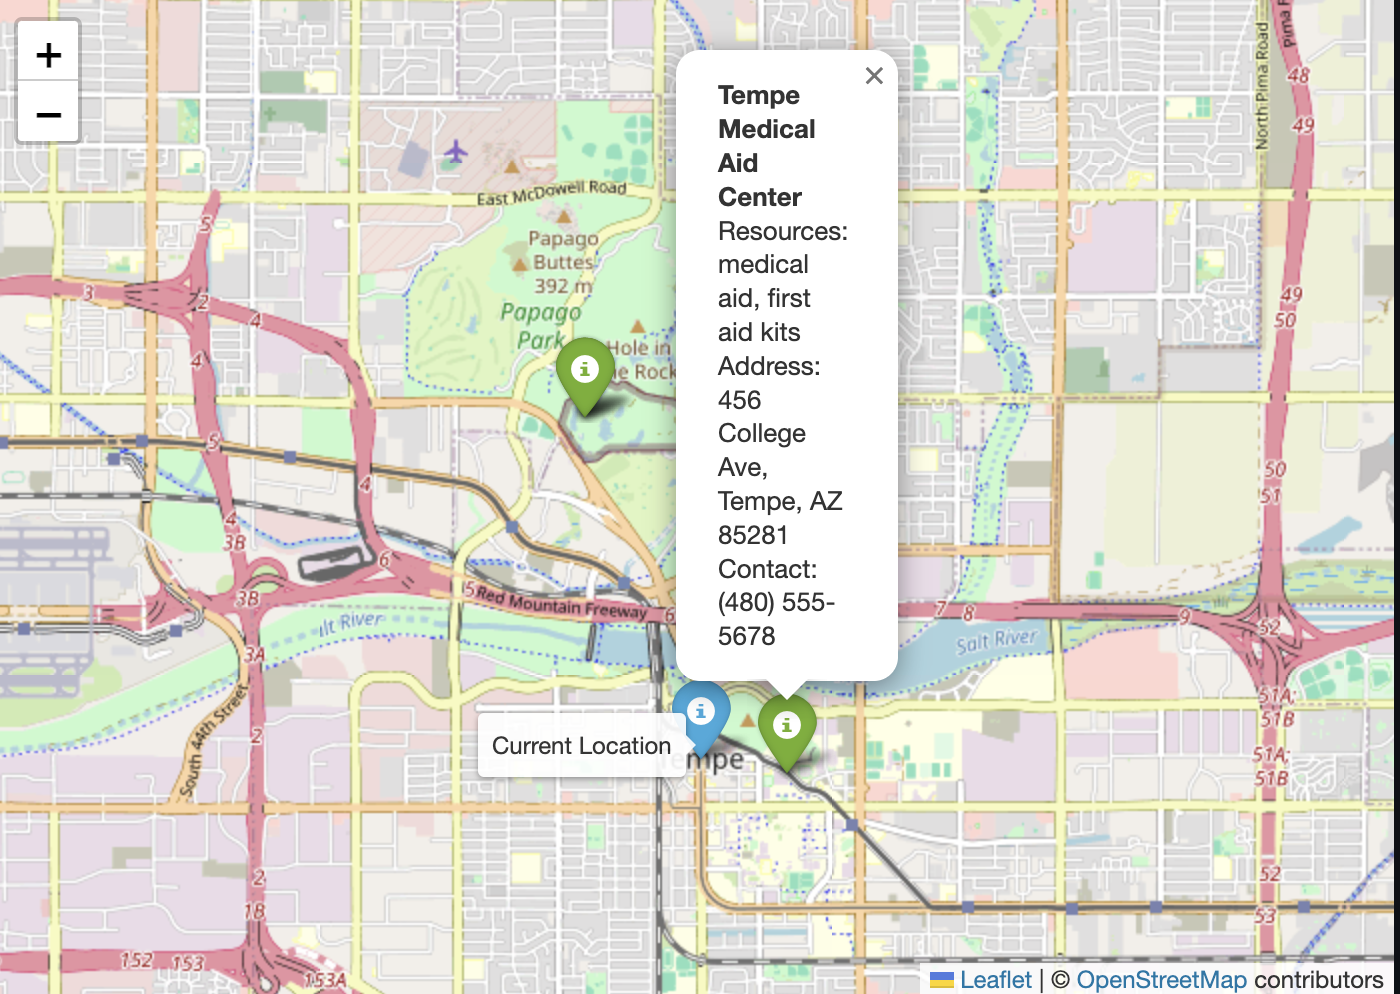 +
−
×
Tempe
Medical
Aid
Center
Resources:
medical
aid, first
aid kits
Address:
456
College
Ave,
Tempe, AZ
85281
Contact:
(480) 555-
5678
Current Location
East McDowell Road
Papago
Buttes
392 m
Papago
Park
Hole in
Rock
North Pima Road
Pima
48
49
49
50
50
51
5
3
2
4
4
5
4
4
3B
6
3B
5
Red Mountain Freeway
6
7
8
9
52
lt River
Salt River
3A
South 44th Street
2
51A;
51B
51A;
51B
empe
2
1B
52
53
152
153
153A
Leaflet | © OpenStreetMap contributors